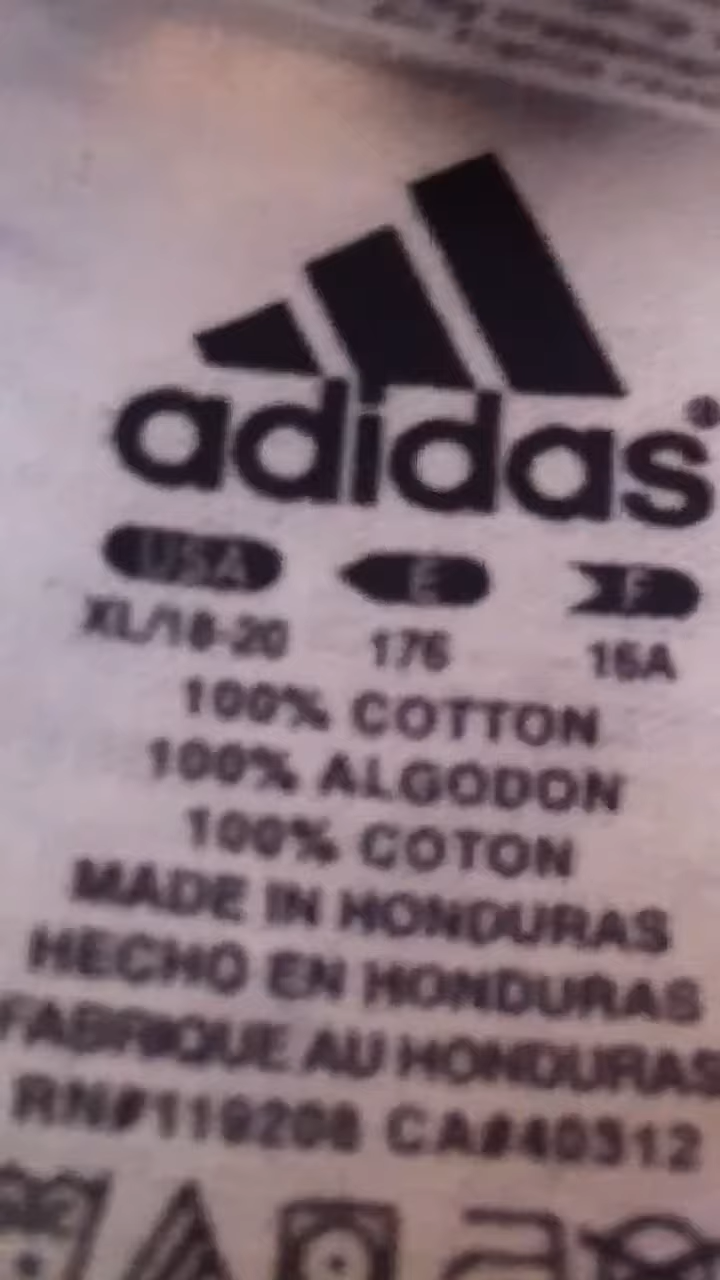 adidas®
USA E F
XL/18-20 176 16A
100% COTTON
100% ALGODON
100% COTON
MADE IN HONDURAS
HECHO EN HONDURAS
FABRIQUE AU HONDURAS
RN#119208 CA#40312